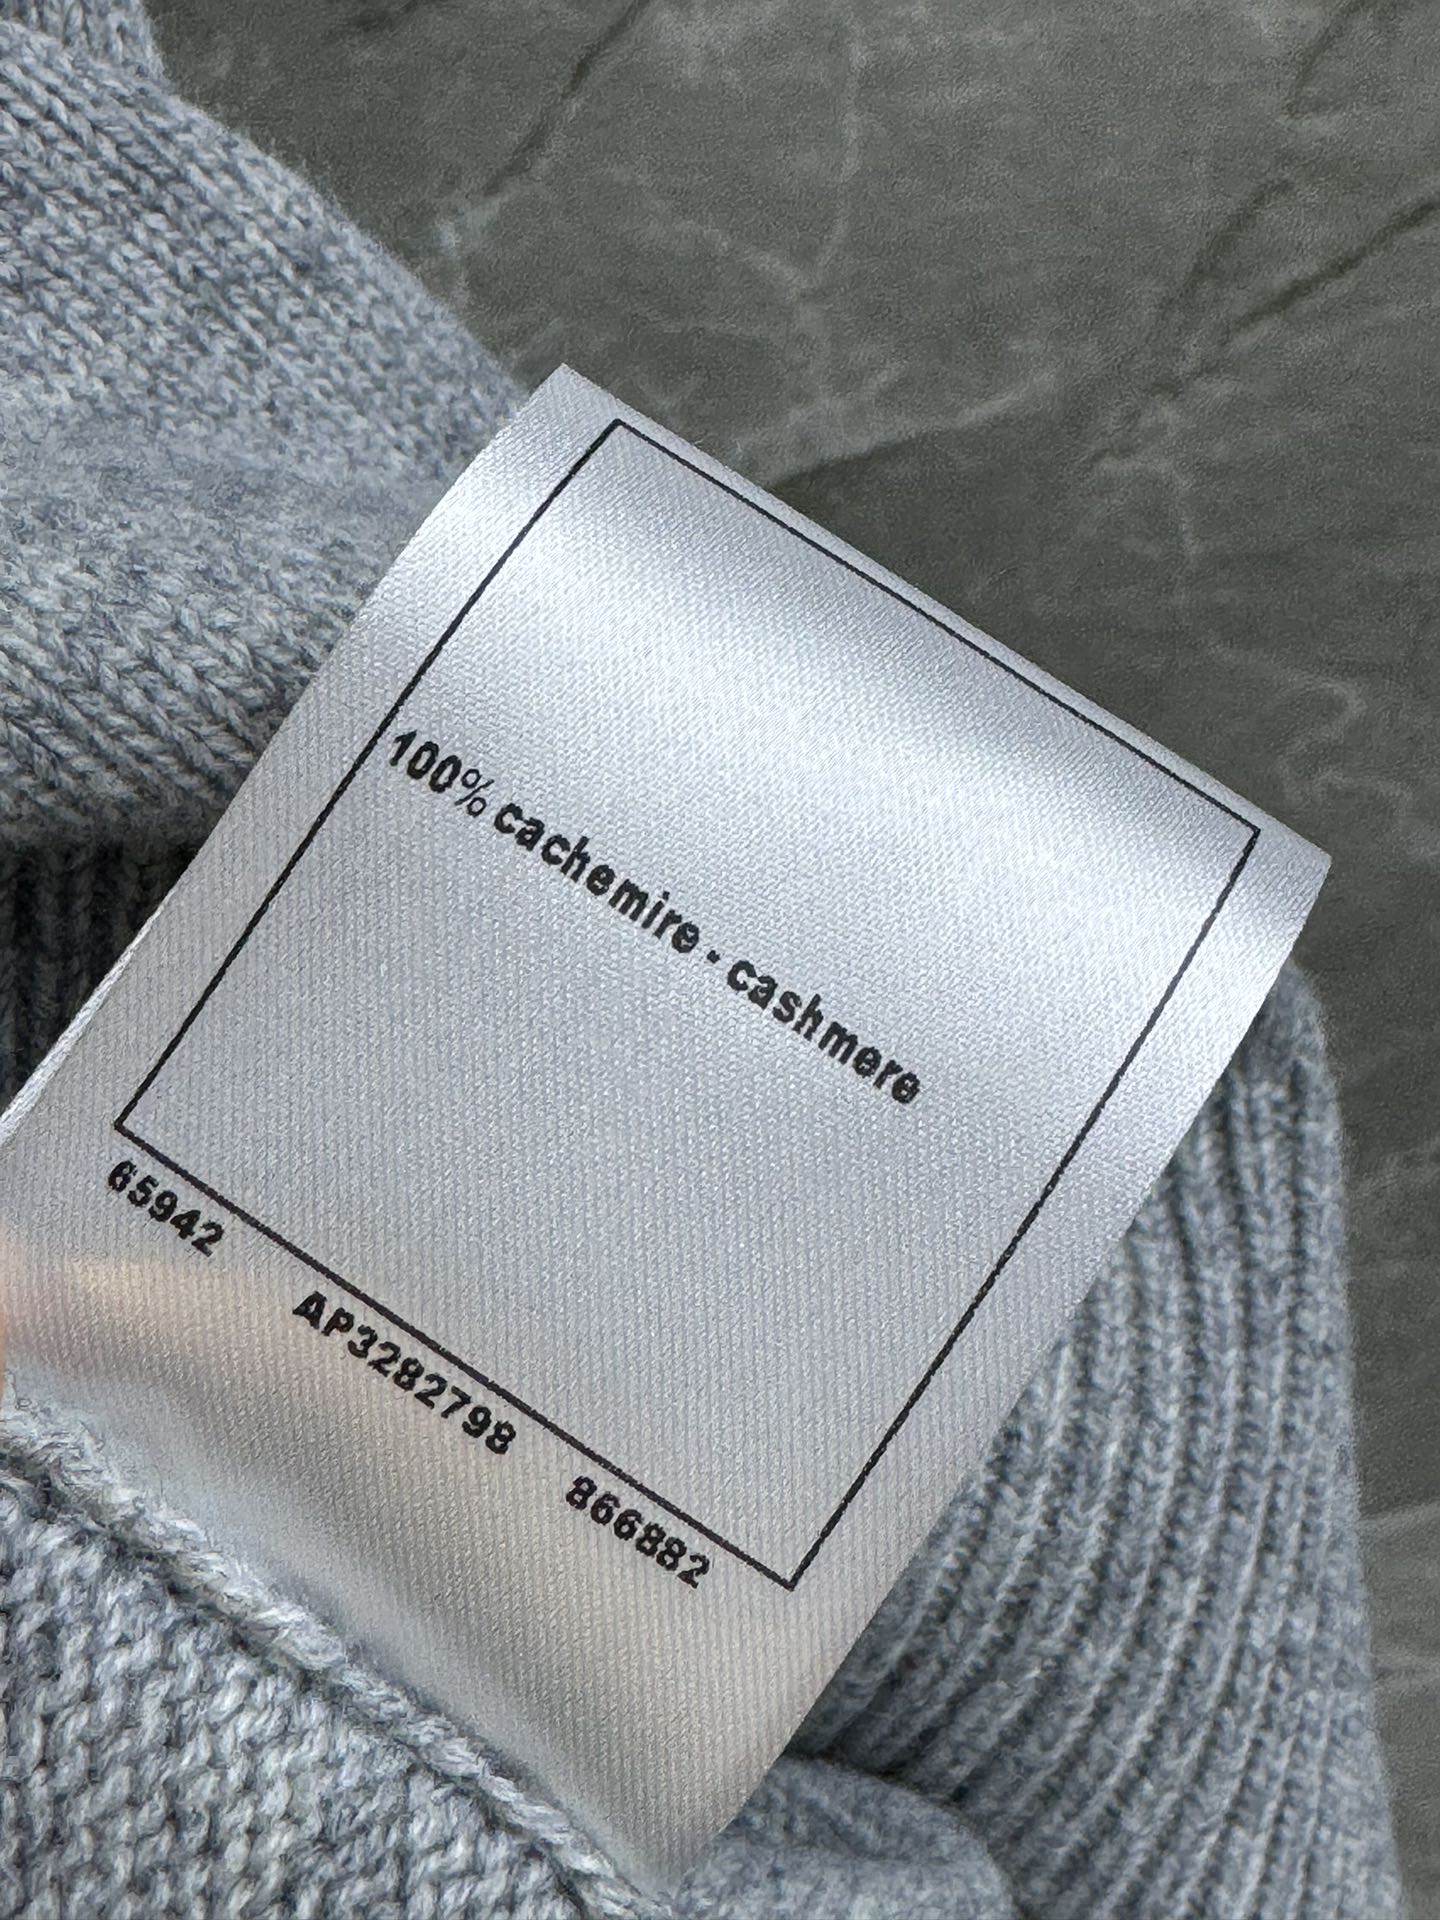 100% cachemire - cashmere
65942 AP3282798 866882